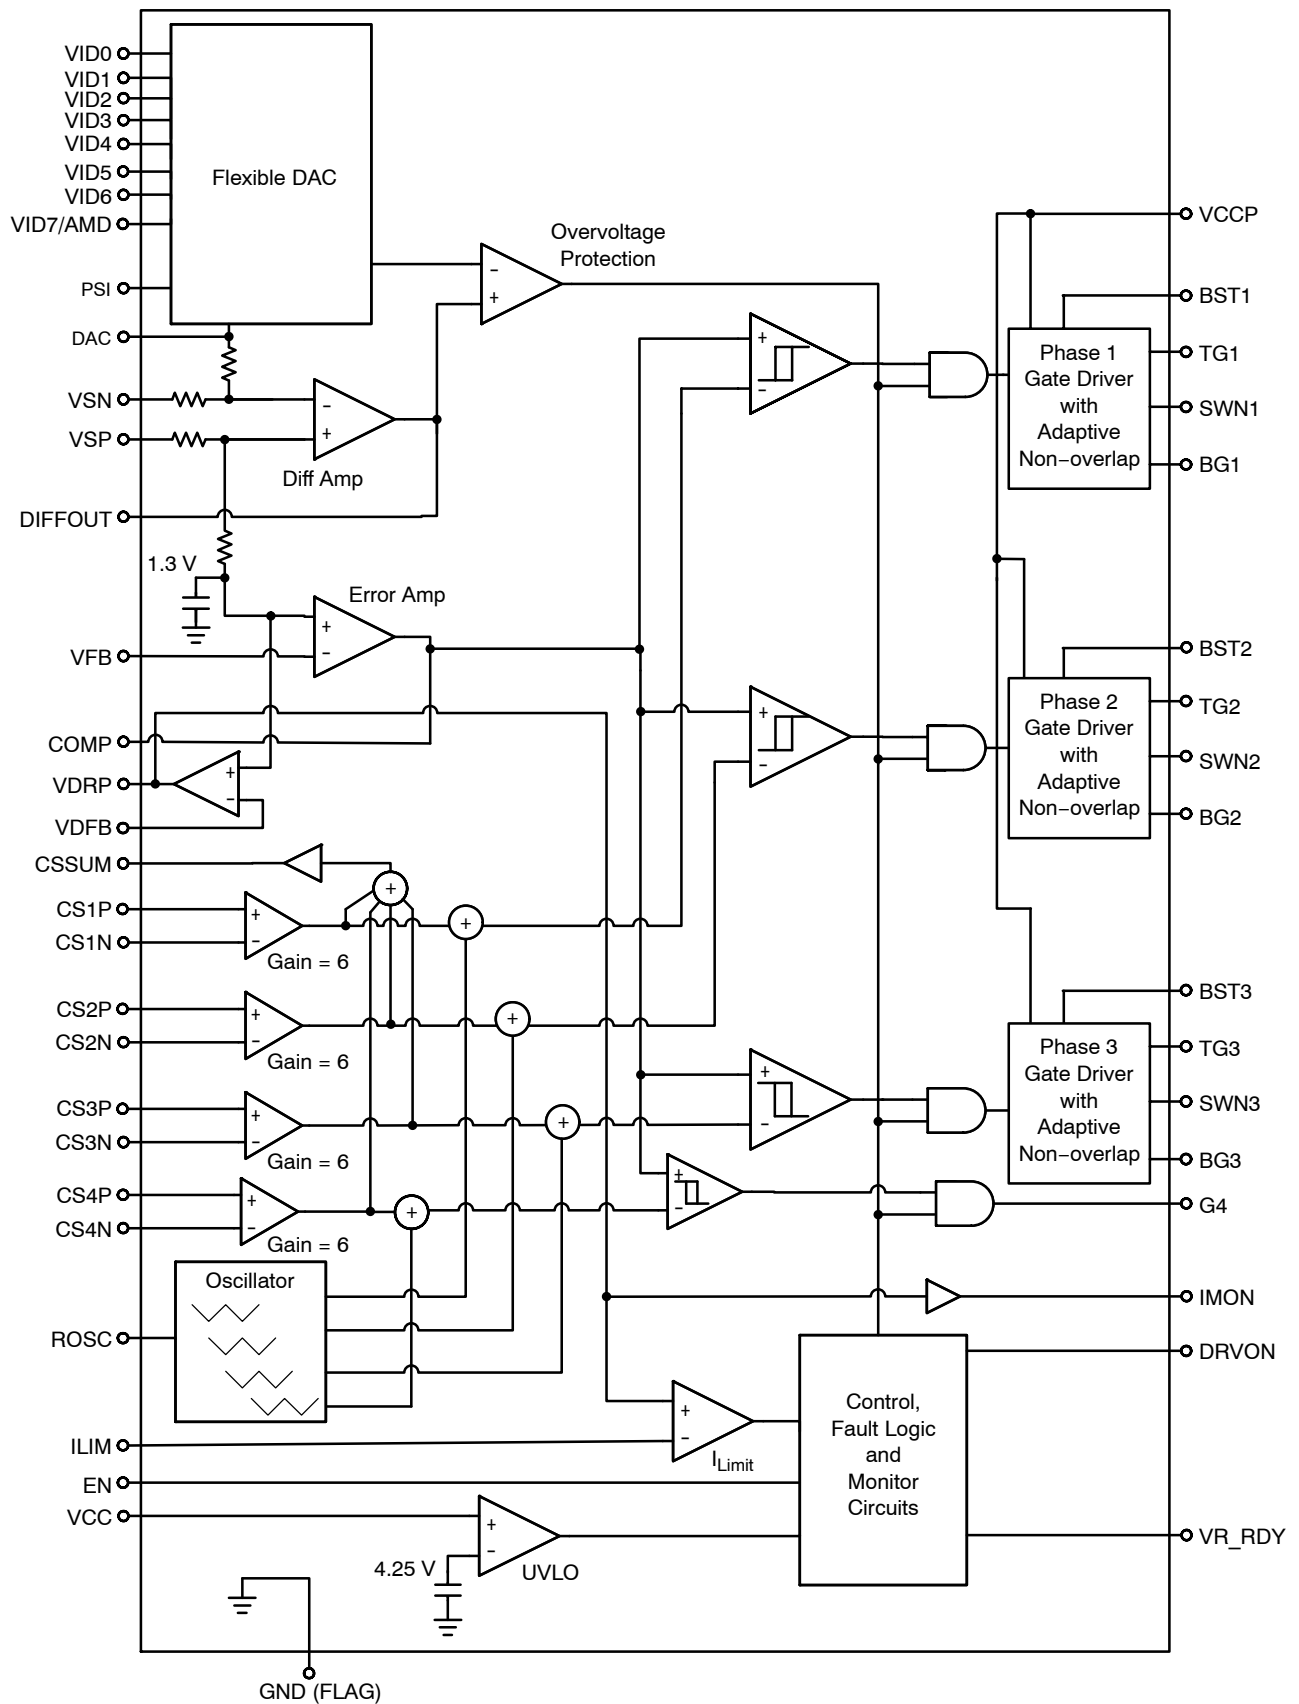 VID0
VID1
VID2
VID3
VID4
VID5
VID6
VID7/AMD
PSI
DAC
VSN
VSP
DIFFOUT
VFB
COMP
VDRP
VDFB
CSSUM
CS1P
CS1N
CS2P
CS2N
CS3P
CS3N
CS4P
CS4N
ROSC
ILIM
EN
VCC
GND (FLAG)
Flexible DAC
Overvoltage
Protection
-
+
-
+
Diff Amp
1.3 V
Error Amp
+
-
+
-
+
+
-
Gain = 6
+
+
-
Gain = 6
+
+
-
Gain = 6
+
+
-
Gain = 6
+
Oscillator
+
-
+
-
+
-
+
-
+
-
ILimit
+
-
4.25 V
UVLO
Control,
Fault Logic
and
Monitor
Circuits
Phase 1
Gate Driver
with
Adaptive
Non−overlap
Phase 2
Gate Driver
with
Adaptive
Non−overlap
Phase 3
Gate Driver
with
Adaptive
Non−overlap
VCCP
BST1
TG1
SWN1
BG1
BST2
TG2
SWN2
BG2
BST3
TG3
SWN3
BG3
G4
IMON
DRVON
VR_RDY